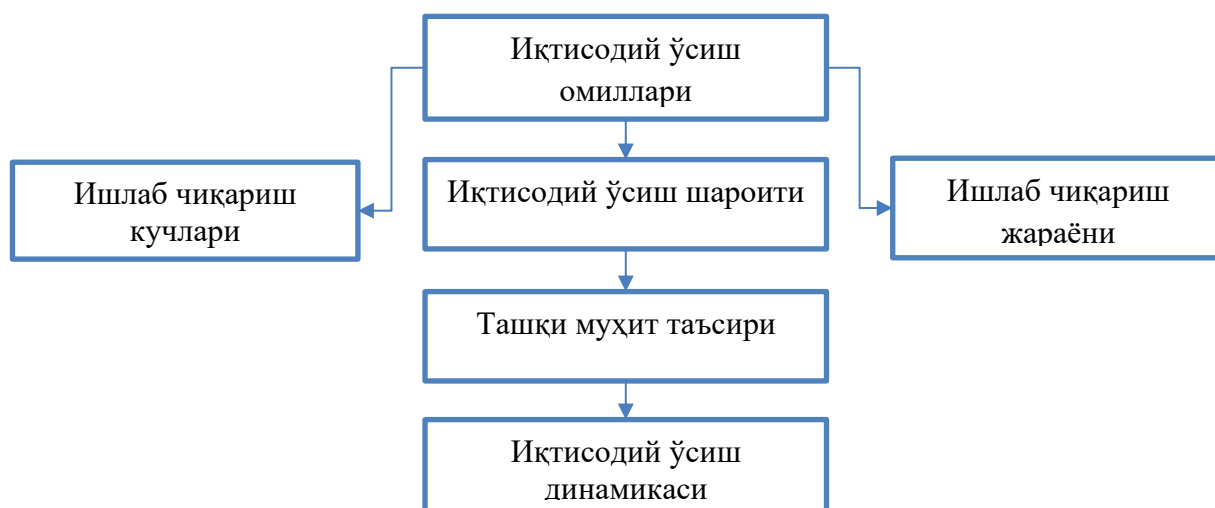 Иқтисодий ўсиш
омиллари
Ишлаб чиқариш
кучлари
Иқтисодий ўсиш шароити
Ишлаб чиқариш
жараёни
Ташқи муҳит таъсири
Иқтисодий ўсиш
динамикаси